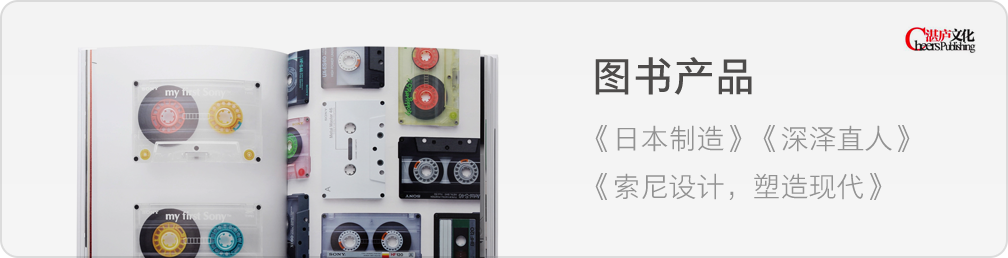 湛庐文化
Cheers Publishing
图书产品
《日本制造》《深泽直人》
《索尼设计，塑造现代》
my first Sony
my first Sony
SONY
SONY